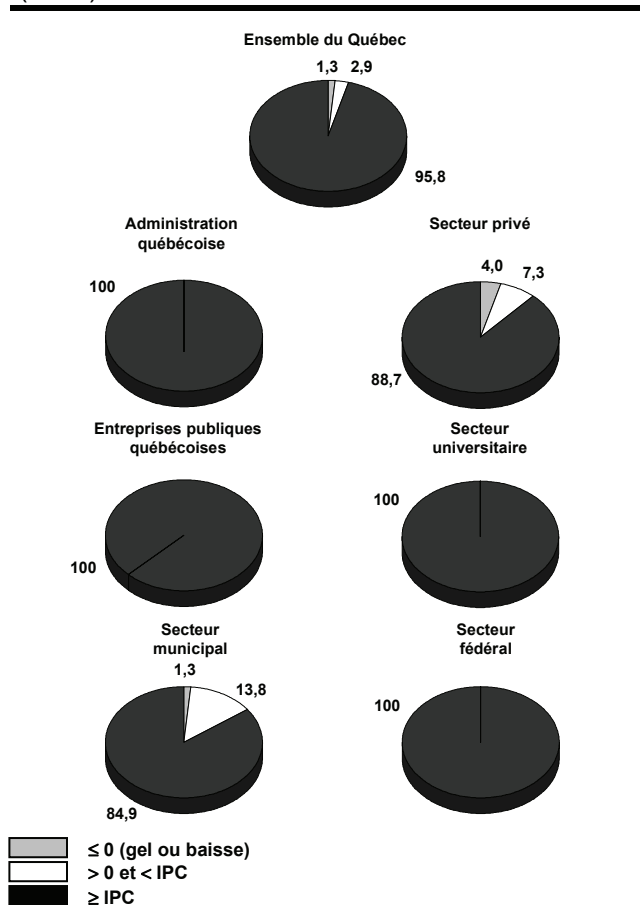 Ensemble du Québec
1,3 2,9
95,8
Administration
québécoise
100
Secteur privé
4,0 7,3
88,7
Entreprises publiques
québécoises
100
Secteur
universitaire
100
Secteur
municipal
1,3
13,8
84,9
Secteur
fédéral
100
≤ 0 (gel ou baisse)
> 0 et < IPC
≥ IPC